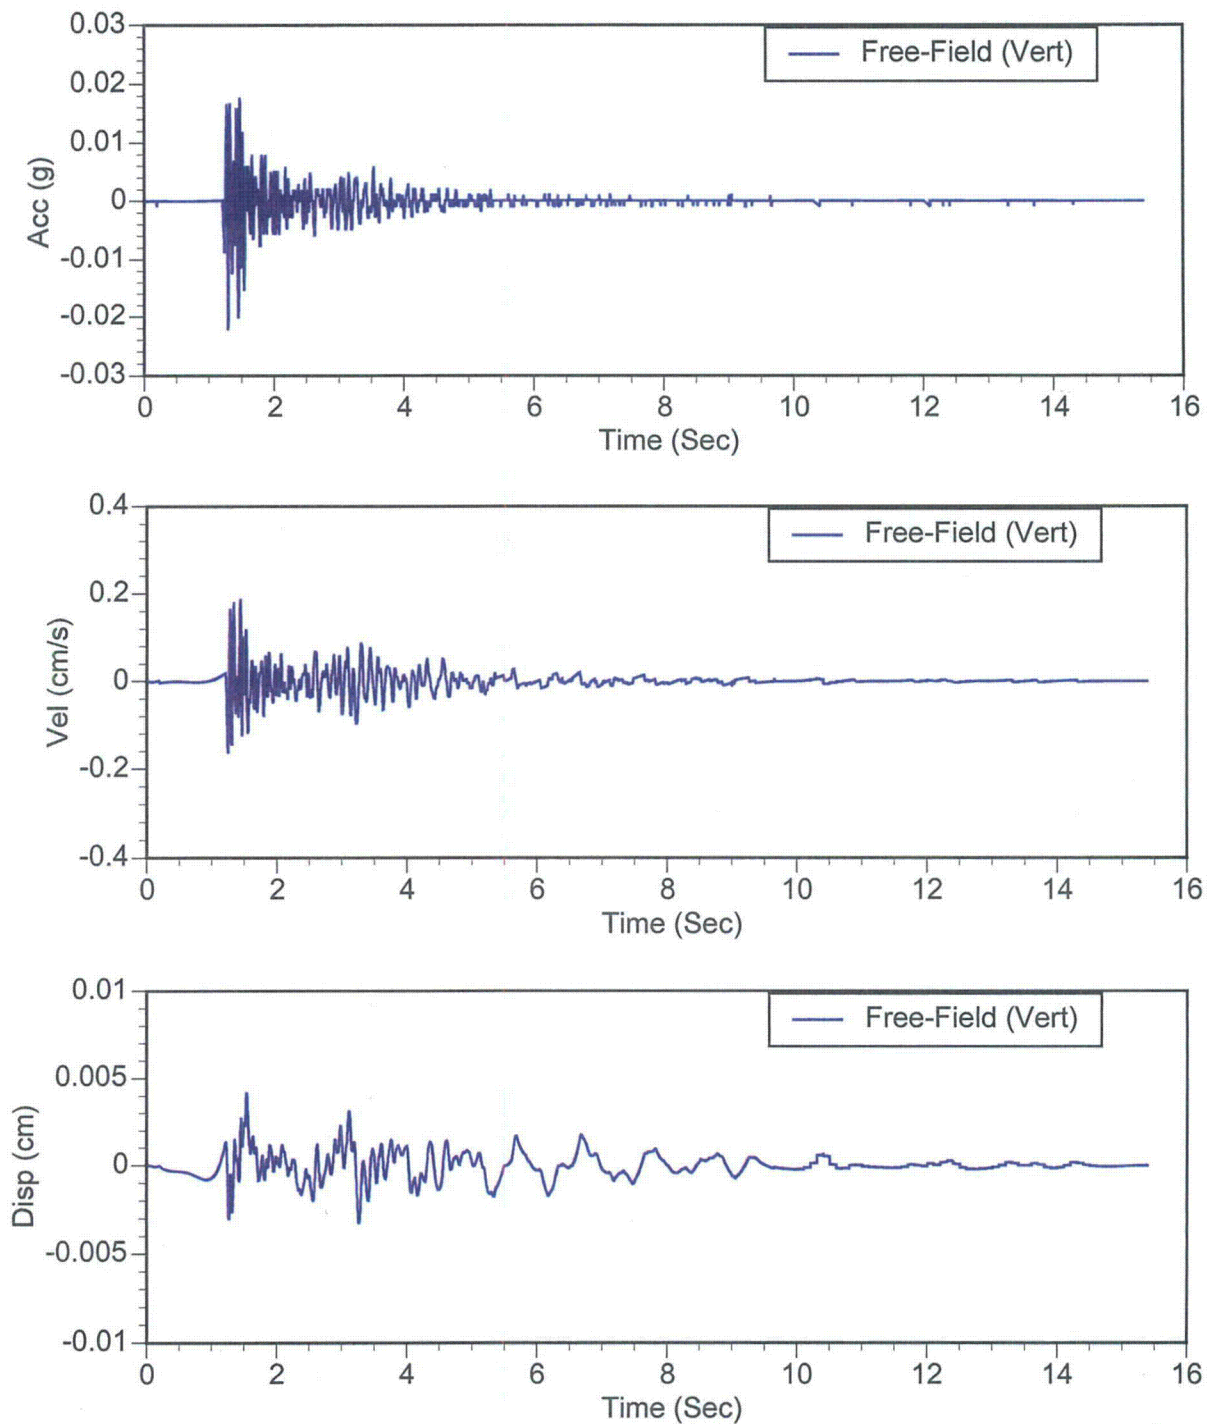 0.03
Free-Field (Vert)
0.02
0.01
0
-0.01
-0.02
-0.03
Acc (g)
0 2 4 6 8 10 12 14 16
Time (Sec)
0.4
Free-Field (Vert)
0.2
0
-0.2
-0.4
Vel (cm/s)
0 2 4 6 8 10 12 14 16
Time (Sec)
0.01
Free-Field (Vert)
0.005
0
-0.005
-0.01
Disp (cm)
0 2 4 6 8 10 12 14 16
Time (Sec)